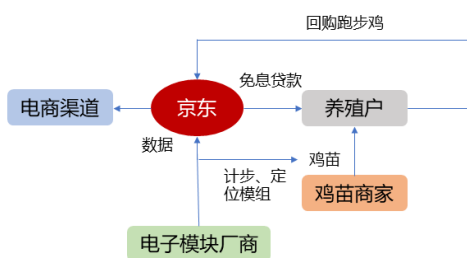 回购跑步鸡
免息贷款
电商渠道
京东
养殖户
数据
鸡苗
计步、定
位模组
鸡苗商家
电子模块厂商